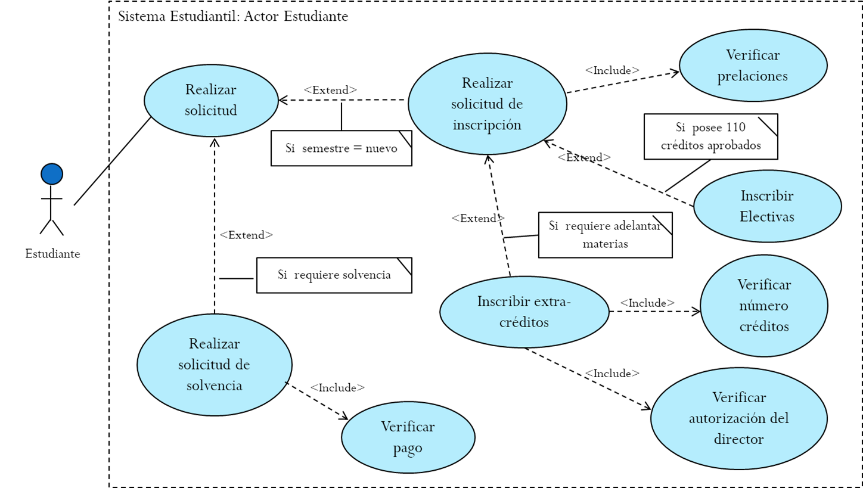 Sistema Estudiantil: Actor Estudiante
Realizar
solicitud
<Extend>
Si semestre = nuevo
Realizar
solicitud de
inscripción
<Include>
Verificar
prelaciones
Si posee 110
créditos aprobados
<Extend>
Inscribir
Electivas
Estudiante
<Extend>
Si requiere solvencia
<Extend>
Si requiere adelantar
materias
Inscribir extra-
créditos
<Include>
Verificar
número
créditos
Realizar
solicitud de
solvencia
<Include>
Verificar
pago
<Include>
Verificar
autorización del
director